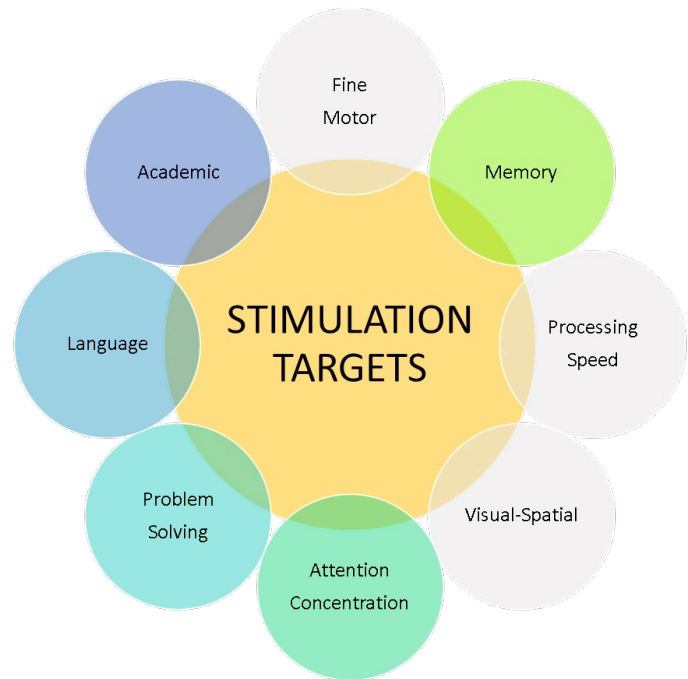 Fine
Motor
Memory
Processing
Speed
Visual-Spatial
Attention
Concentration
Problem
Solving
Language
Academic
STIMULATION
TARGETS